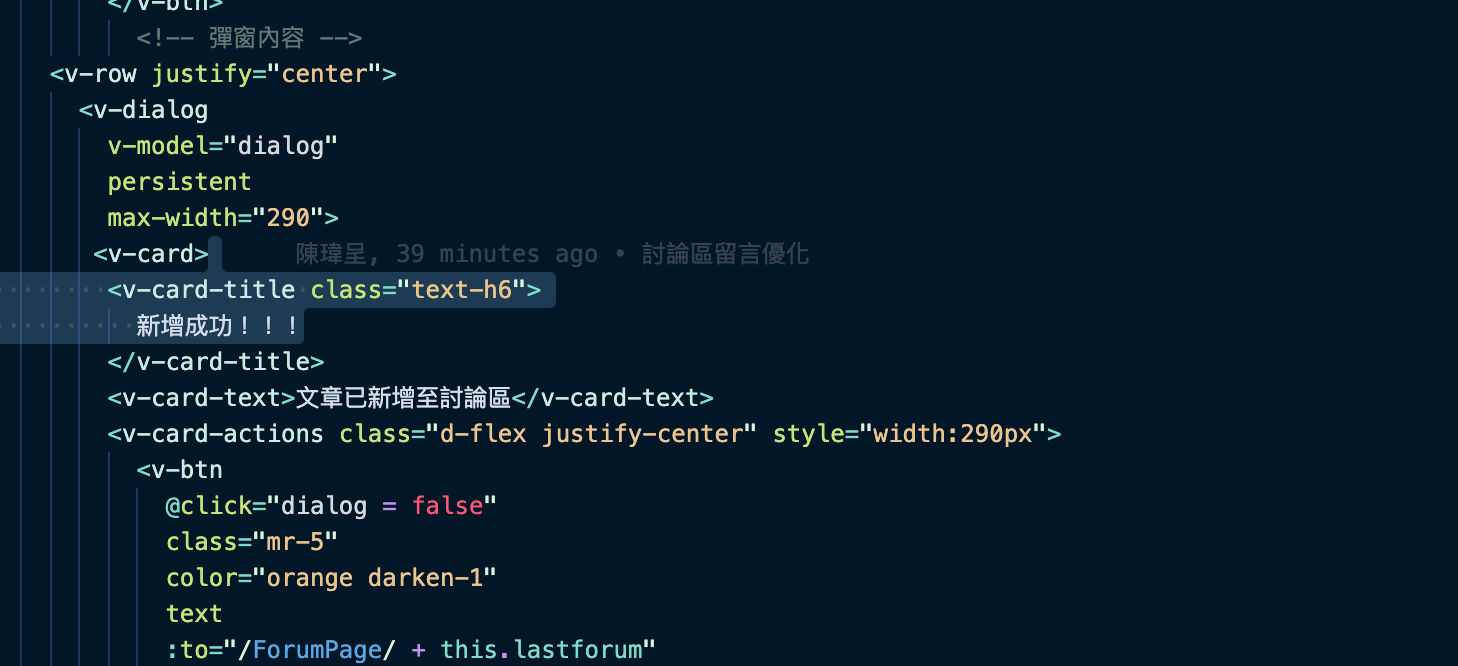 </v-btn>
<!-- 彈窗內容 -->
<v-row justify="center">
<v-dialog
v-model="dialog"
persistent
max-width="290">
<v-card> 陳瑋呈, 39 minutes ago • 討論區留言優化
<v-card-title class="text-h6">
新增成功！！！
</v-card-title>
<v-card-text>文章已新增至討論區</v-card-text>
<v-card-actions class="d-flex justify-center" style="width:290px">
<v-btn
@click="dialog = false"
class="mr-5"
color="orange darken-1"
text
:to="/ForumPage/ + this.lastforum"